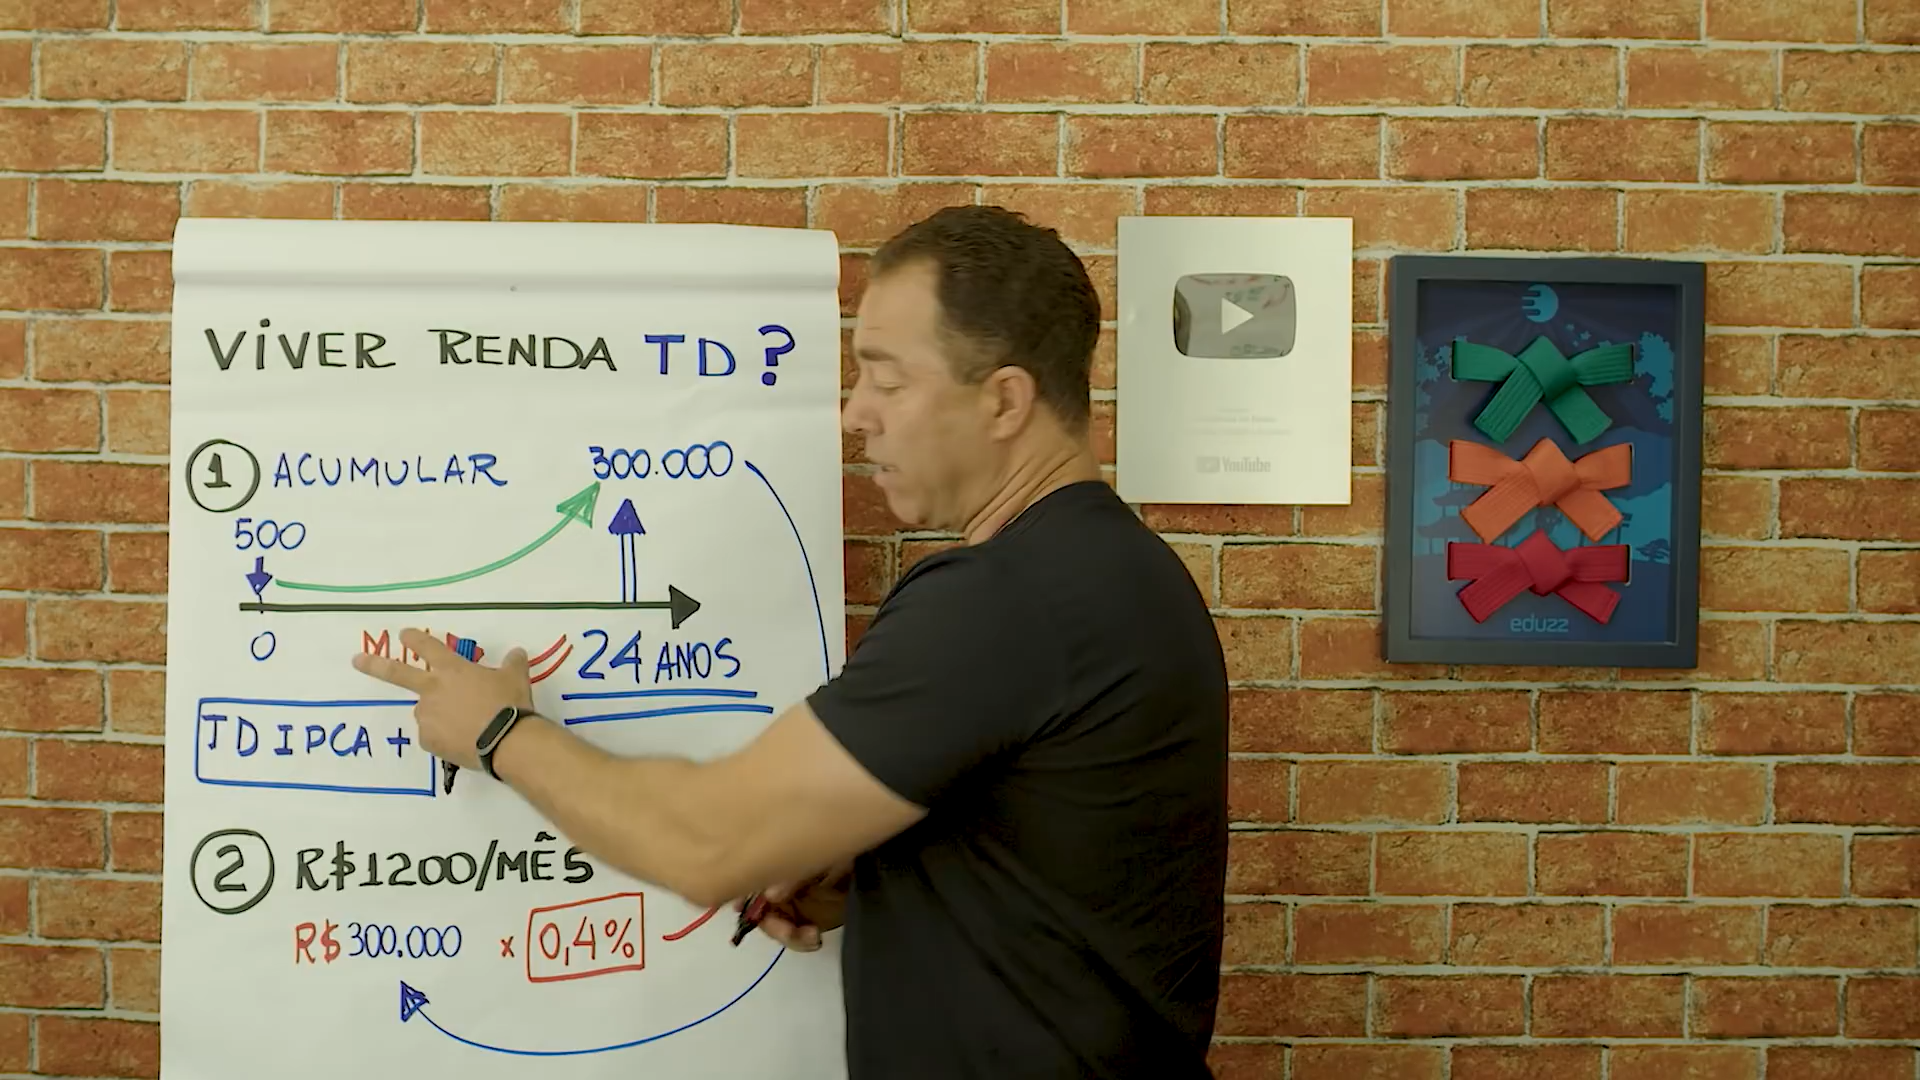 VIVER RENDA TD?
1 ACUMULAR
300.000
500
0
24 ANOS
TD IPCA +
2 R$1200/MÊS
R$300.000 x 0,4%
YouTube
eduzz